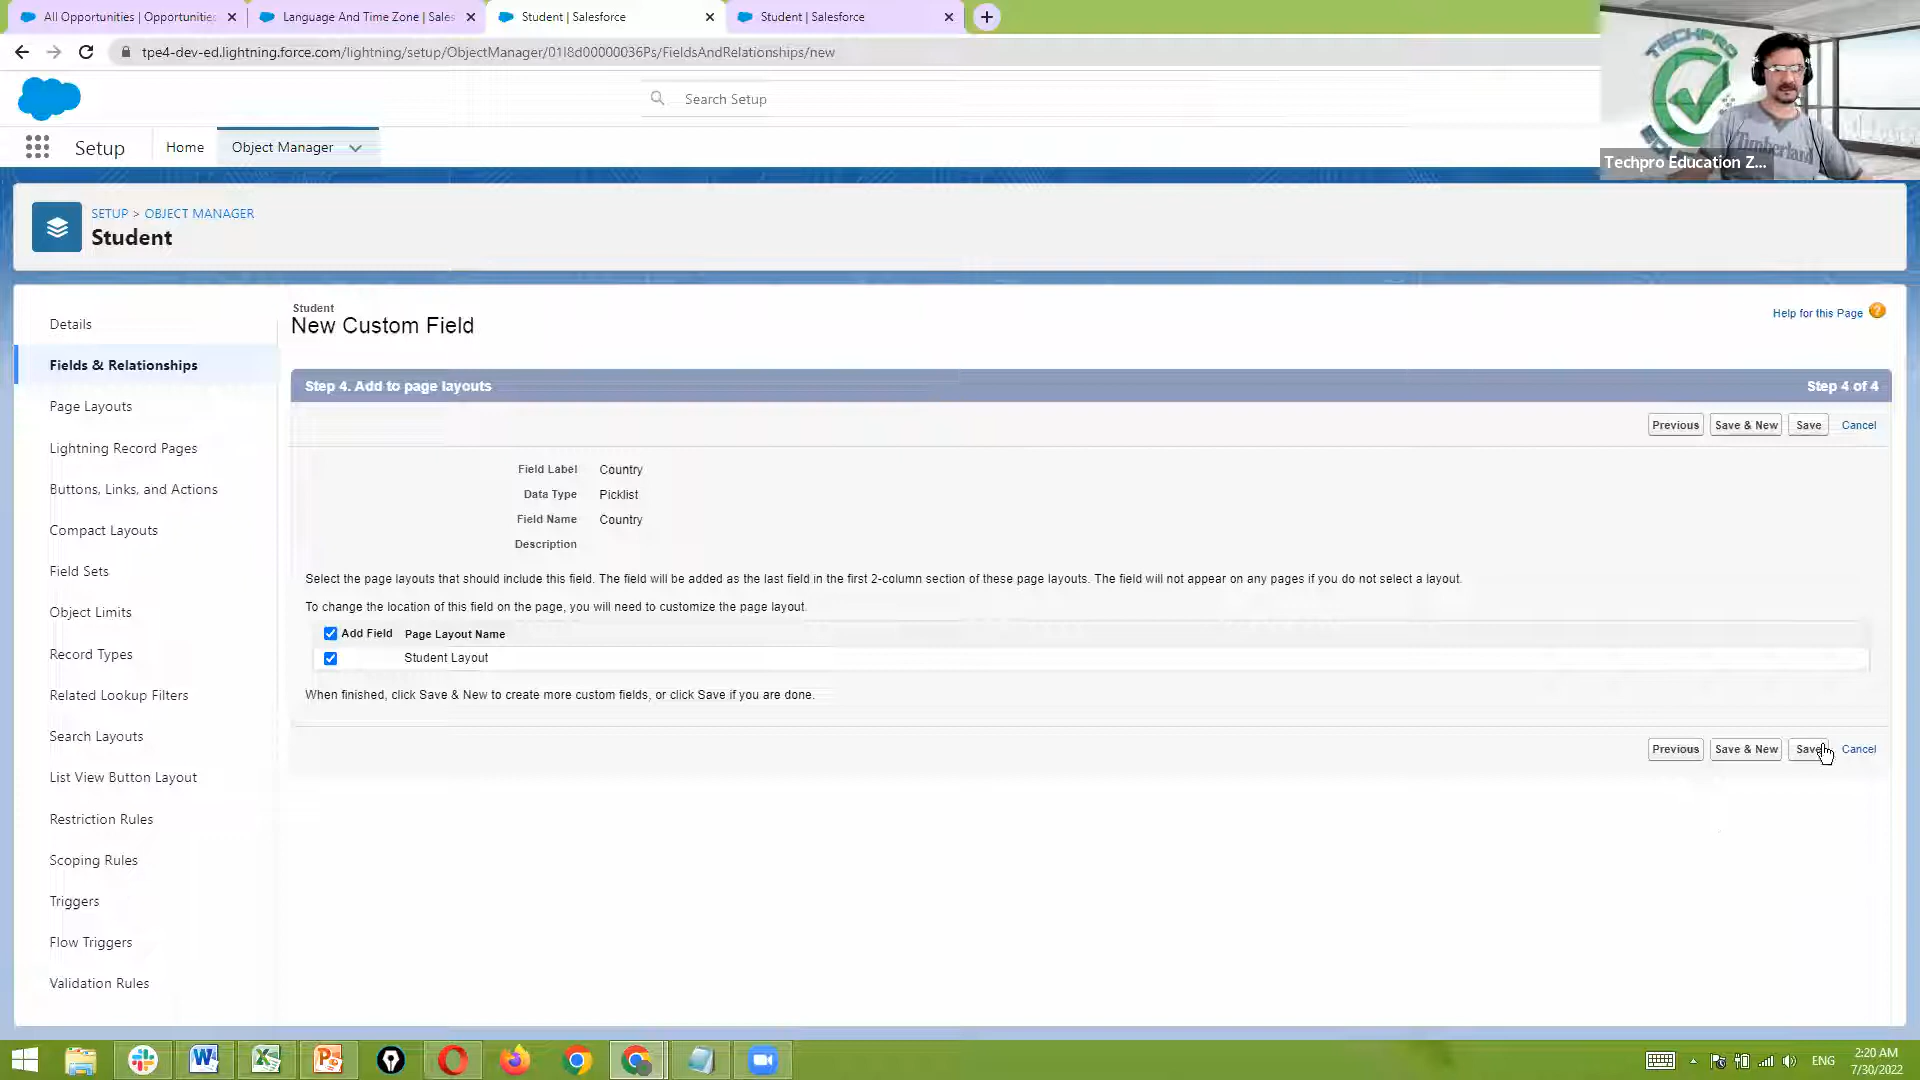 All Opportunities | Opportunities
Language And Time Zone | Sales
Student | Salesforce
Student | Salesforce
tpe4-dev-ed.lightning.force.com/lightning/setup/ObjectManager/01I8d00000036Ps/FieldsAndRelationships/new
Search Setup
TECHPRO
Timberland
Techpro Education Z...
Setup
Home
Object Manager
SETUP > OBJECT MANAGER
Student
Details
Fields & Relationships
Page Layouts
Lightning Record Pages
Buttons, Links, and Actions
Compact Layouts
Field Sets
Object Limits
Record Types
Related Lookup Filters
Search Layouts
List View Button Layout
Restriction Rules
Scoping Rules
Triggers
Flow Triggers
Validation Rules
Student
New Custom Field
Help for this Page ?
Step 4. Add to page layouts
Step 4 of 4
Previous Save & New Save Cancel
Field Label Country
Data Type Picklist
Field Name Country
Description
Select the page layouts that should include this field. The field will be added as the last field in the first 2-column section of these page layouts. The field will not appear on any pages if you do not select a layout.
To change the location of this field on the page, you will need to customize the page layout.
Add Field Page Layout Name
Student Layout
When finished, click Save & New to create more custom fields, or click Save if you are done.
Previous Save & New Save Cancel
ENG
2:20 AM
7/30/2022